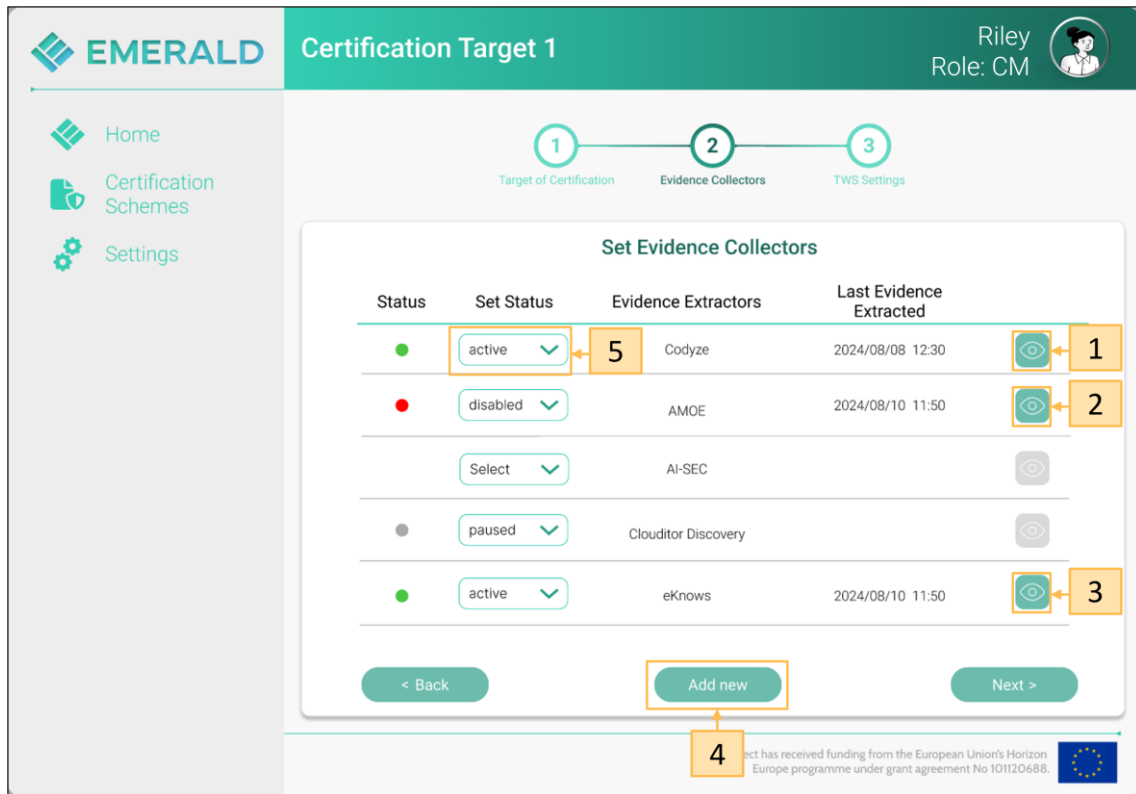 EMERALD
Certification Target 1
Riley
Role: CM
Home
Certification
Schemes
Settings
1
2
3
Target of Certification
Evidence Collectors
TWS Settings
Set Evidence Collectors
Status
Set Status
Evidence Extractors
Last Evidence
Extracted
active
5
Codyze
2024/08/08 12:30
1
disabled
AMOE
2024/08/10 11:50
2
Select
AI-SEC
paused
Clouditor Discovery
active
eKnows
2024/08/10 11:50
3
< Back
Add new
Next >
4
ect has received funding from the European Union's Horizon
Europe programme under grant agreement No 101120688.